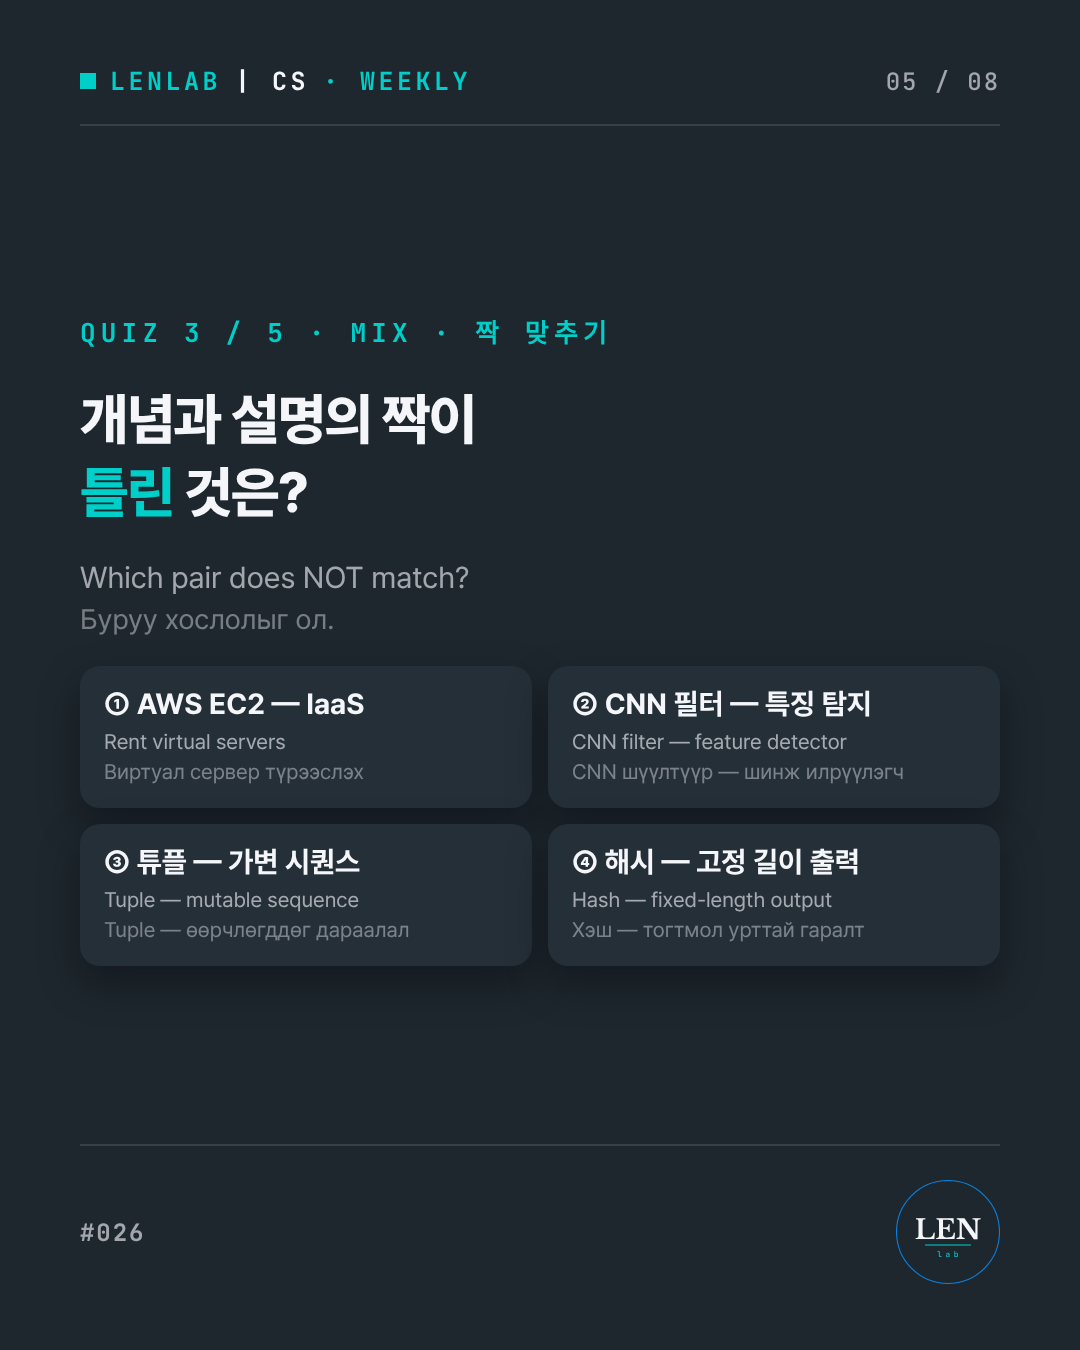 LENLAB | CS · WEEKLY
05 / 08
QUIZ 3 / 5 · MIX · 짝 맞추기
개념과 설명의 짝이
틀린 것은?
Which pair does NOT match?
Буруу хослолыг ол.
① AWS EC2 — IaaS
Rent virtual servers
Виртуал сервер түрээслэх
② CNN 필터 — 특징 탐지
CNN filter — feature detector
CNN шүүлтүүр — шинж илрүүлэгч
③ 튜플 — 가변 시퀀스
Tuple — mutable sequence
Tuple — өөрчлөгддөг дараалал
④ 해시 — 고정 길이 출력
Hash — fixed-length output
Хэш — тогтмол урттай гаралт
#026
LEN
lab